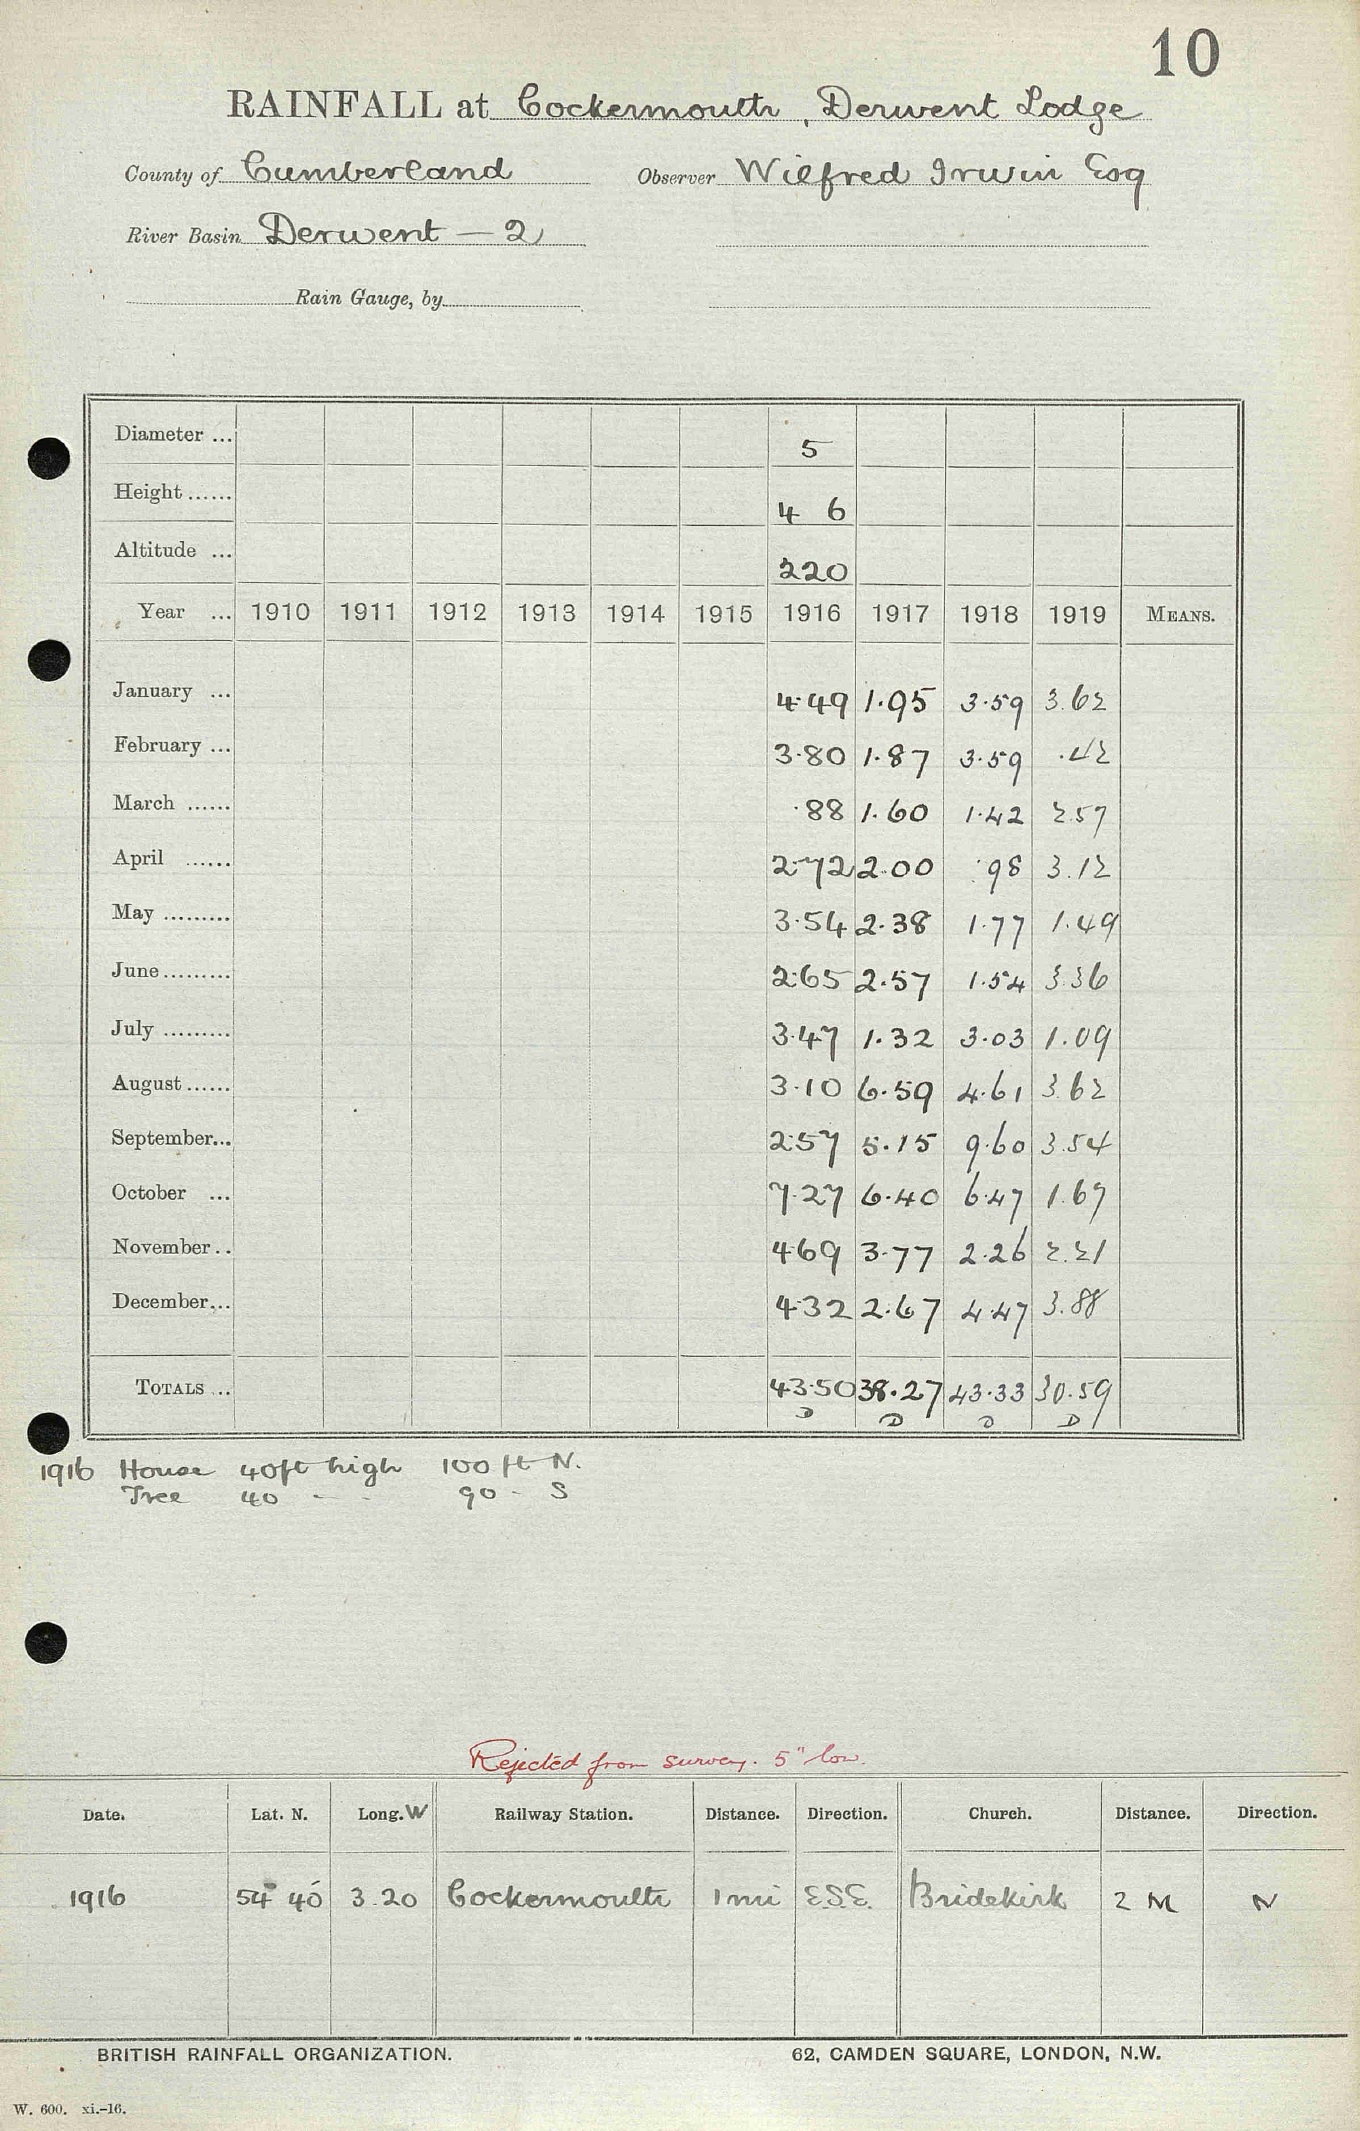 10
RAINFALL at Cockermouth, Derwent Lodge
County of Cumberland Observer Wilfred Irwin Esq
River Basin Derwent — 2
Rain Gauge, by
Diameter ... 5
Height ...... 4 6
Altitude ... 220
Year ... 1910 1911 1912 1913 1914 1915 1916 1917 1918 1919 MEANS.
January ... 4.49 1.95 3.59 3.62
February ... 3.80 1.87 3.59 .42
March ...... .88 1.60 1.42 2.57
April ...... 2.72 2.00 .98 3.12
May ......... 3.54 2.38 1.77 1.49
June ......... 2.65 2.57 1.54 3.36
July ......... 3.47 1.32 3.03 1.09
August ...... 3.10 6.59 4.61 3.62
September... 2.57 5.15 9.60 3.54
October ... 7.27 6.40 6.47 1.67
November .. 4.69 3.77 2.26 2.21
December... 4.32 2.67 4.47 3.88
TOTALS ... 43.50 38.27 43.33 30.59
D D D D
1916 House 40ft high 100 ft N.
Tree 40 - - 90 - S
Rejected from survey. 5" low.
Date. Lat. N. Long. W Railway Station. Distance. Direction. Church. Distance. Direction.
1916 54° 40' 3.20 Cockermouth 1 mi E.S.E. Bridekirk 2 M N
BRITISH RAINFALL ORGANIZATION. 62, CAMDEN SQUARE, LONDON, N.W.
W. 600. xi.-16.